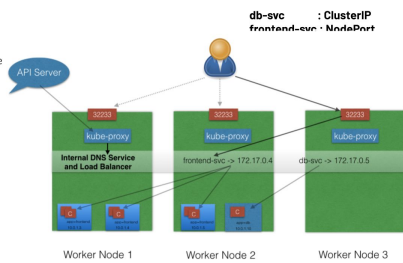 db-svc : ClusterIP
frontend-svc : NodePort
API Server
32233
32233
32233
kube-proxy
kube-proxy
kube-proxy
Internal DNS Service
and Load Balancer
frontend-svc -> 172.17.0.4
db-svc -> 172.17.0.5
C
C
C
C
Worker Node 1
Worker Node 2
Worker Node 3